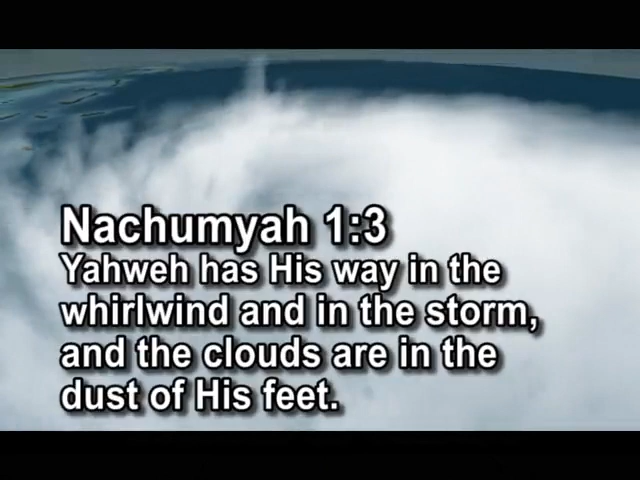 Nachumyah 1:3
Yahweh has His way in the
whirlwind and in the storm,
and the clouds are in the
dust of His feet.